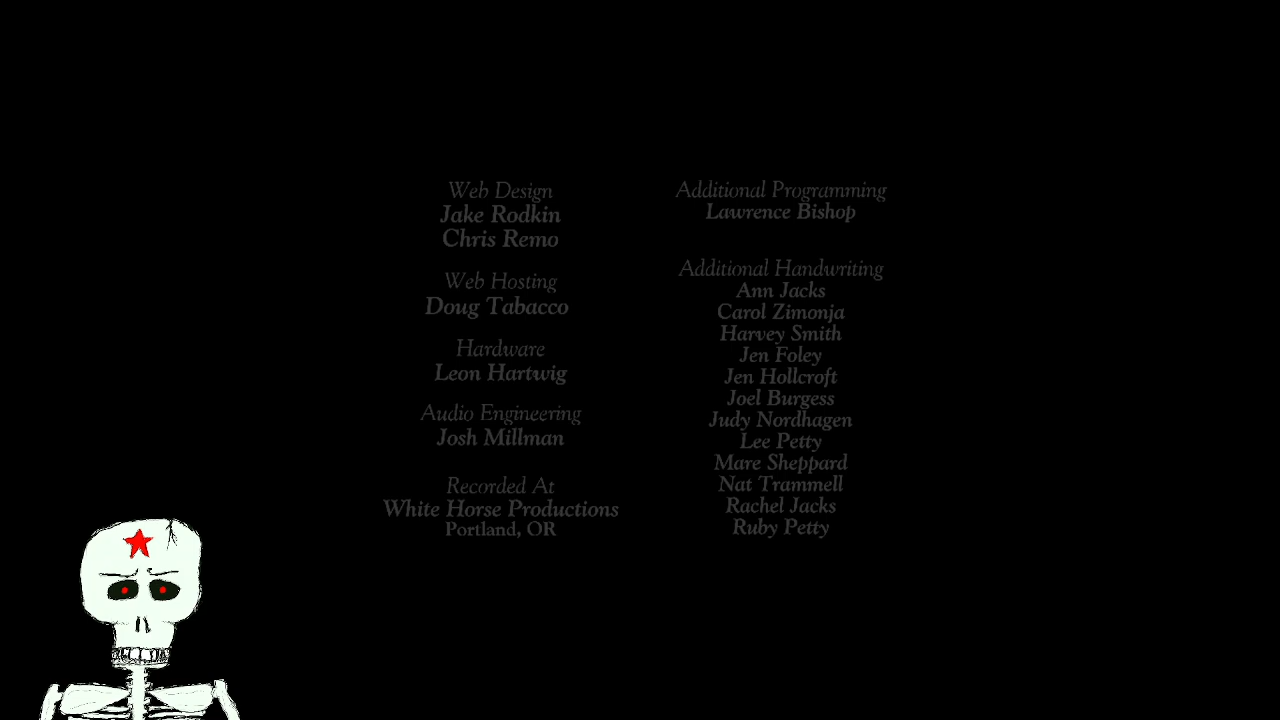 Web Design
Jake Rodkin
Chris Remo
Web Hosting
Doug Tabacco
Hardware
Leon Hartwig
Audio Engineering
Josh Millman
Recorded At
White Horse Productions
Portland, OR
Additional Programming
Lawrence Bishop
Additional Handwriting
Ann Jacks
Carol Zimonja
Harvey Smith
Jen Foley
Jen Hollcroft
Joel Burgess
Judy Nordhagen
Lee Petty
Mare Sheppard
Nat Trammell
Rachel Jacks
Ruby Petty